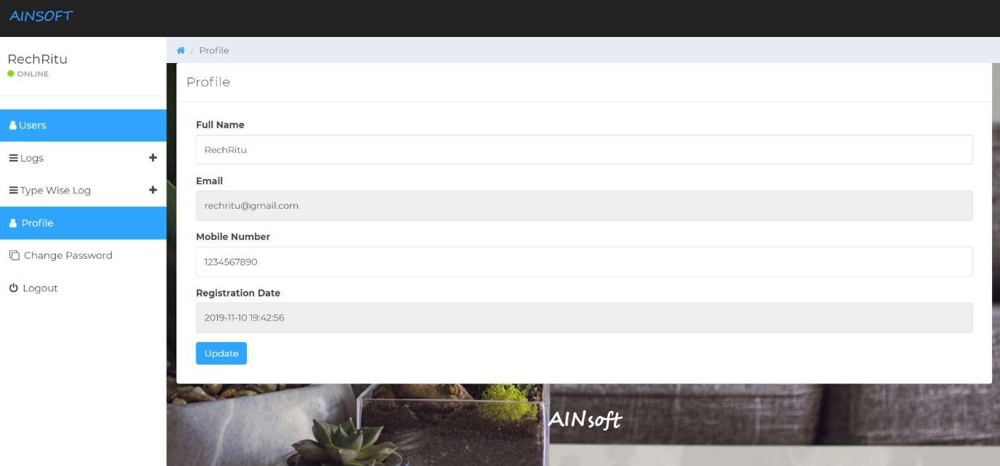 AINSOFT
RechRitu
ONLINE
Users
Logs
Type Wise Log
Profile
Change Password
Logout
/ Profile
Profile
Full Name
RechRitu
Email
rechritu@gmail.com
Mobile Number
1234567890
Registration Date
2019-11-10 19:42:56
Update
AINsoft